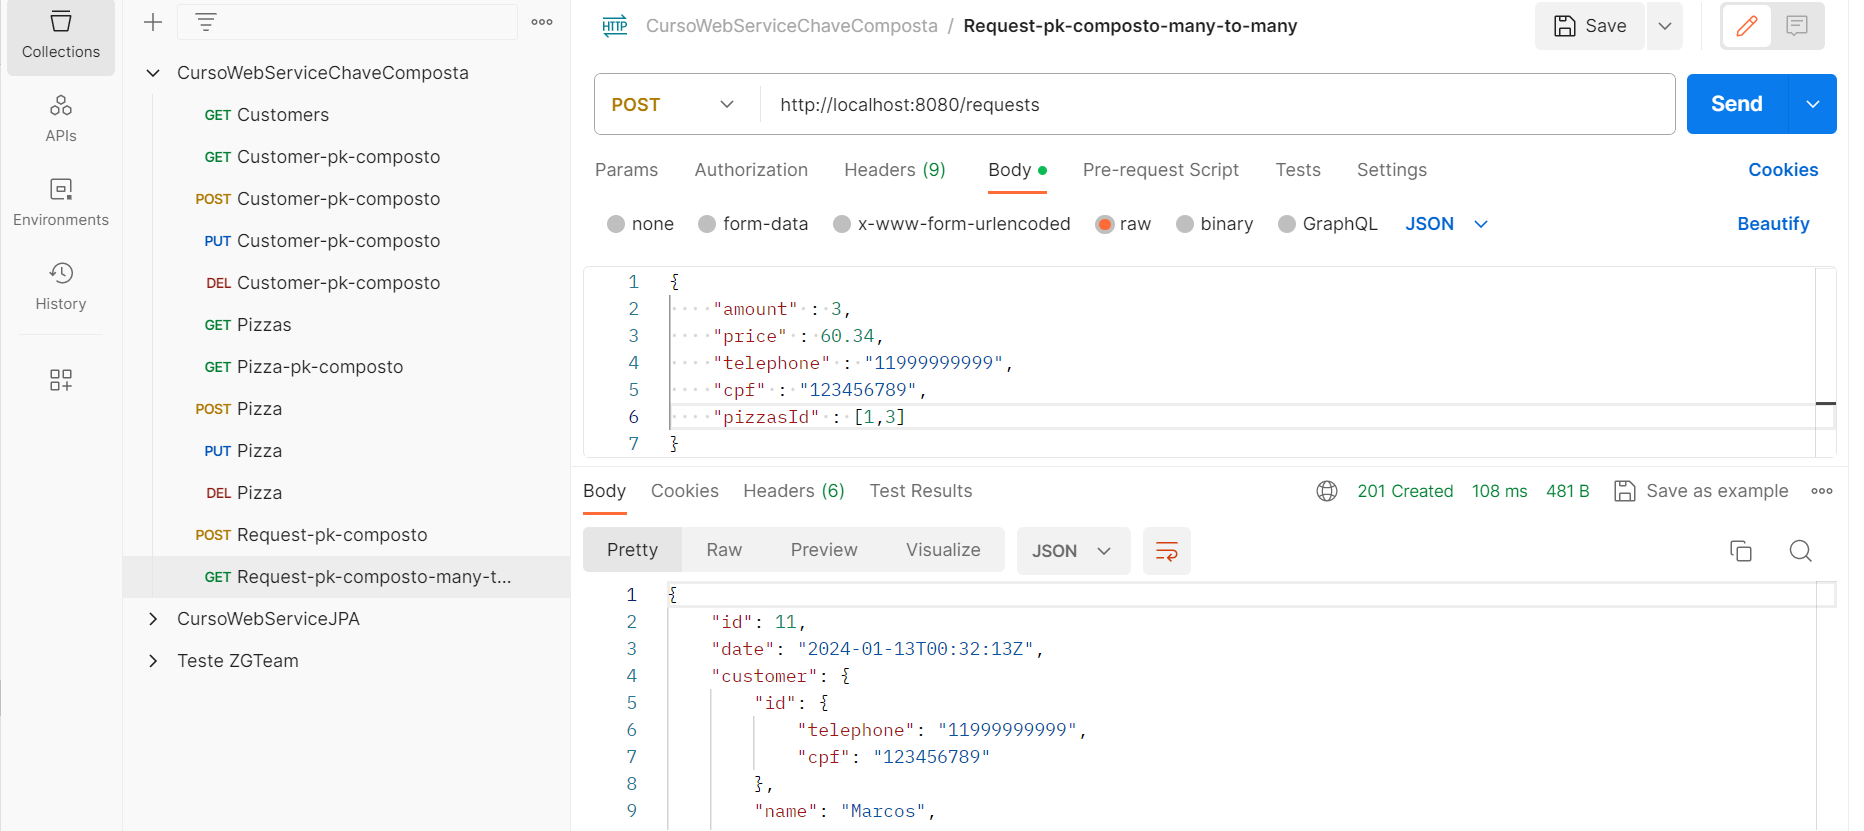 Collections
APIs
Environments
History
CursoWebServiceChaveComposta
GET Customers
GET Customer-pk-composto
POST Customer-pk-composto
PUT Customer-pk-composto
DEL Customer-pk-composto
GET Pizzas
GET Pizza-pk-composto
POST Pizza
PUT Pizza
DEL Pizza
POST Request-pk-composto
GET Request-pk-composto-many-t...
CursoWebServiceJPA
Teste ZGTeam
HTTP CursoWebServiceChaveComposta / Request-pk-composto-many-to-many
Save
POST http://localhost:8080/requests
Send
Params Authorization Headers (9) Body Pre-request Script Tests Settings Cookies
none form-data x-www-form-urlencoded raw binary GraphQL JSON Beautify
1 {
2 "amount" : 3,
3 "price" : 60.34,
4 "telephone" : "11999999999",
5 "cpf" : "123456789",
6 "pizzasId" : [1,3]
7 }
Body Cookies Headers (6) Test Results 201 Created 108 ms 481 B Save as example
Pretty Raw Preview Visualize JSON
1 {
2 "id": 11,
3 "date": "2024-01-13T00:32:13Z",
4 "customer": {
5 "id": {
6 "telephone": "11999999999",
7 "cpf": "123456789"
8 },
9 "name": "Marcos",